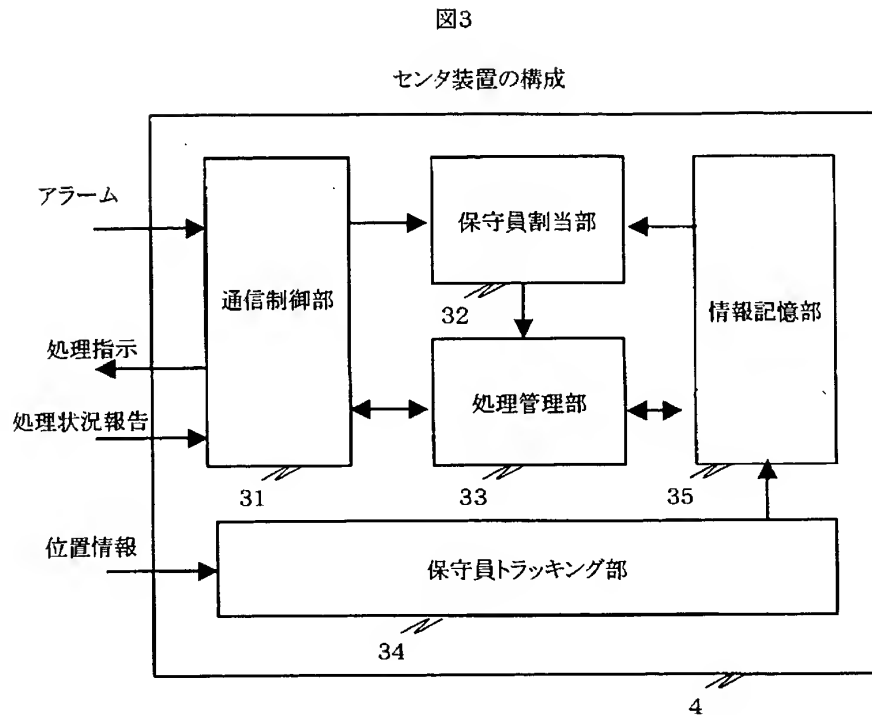 図3
センタ装置の構成
アラーム
処理指示
処理状況報告
位置情報
通信制御部
31
保守員割当部
32
処理管理部
33
情報記憶部
35
保守員トラッキング部
34
4